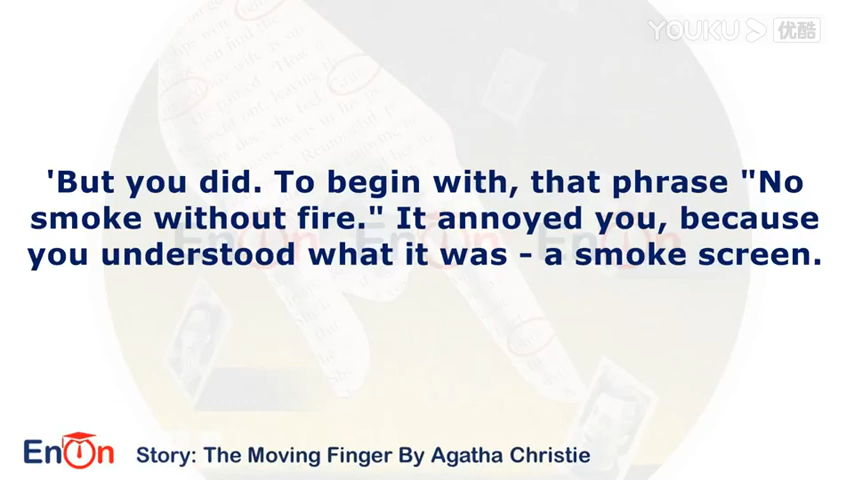 YOUKU 优酷
'But you did. To begin with, that phrase "No
smoke without fire." It annoyed you, because
you understood what it was - a smoke screen.
EnOn
Story: The Moving Finger By Agatha Christie